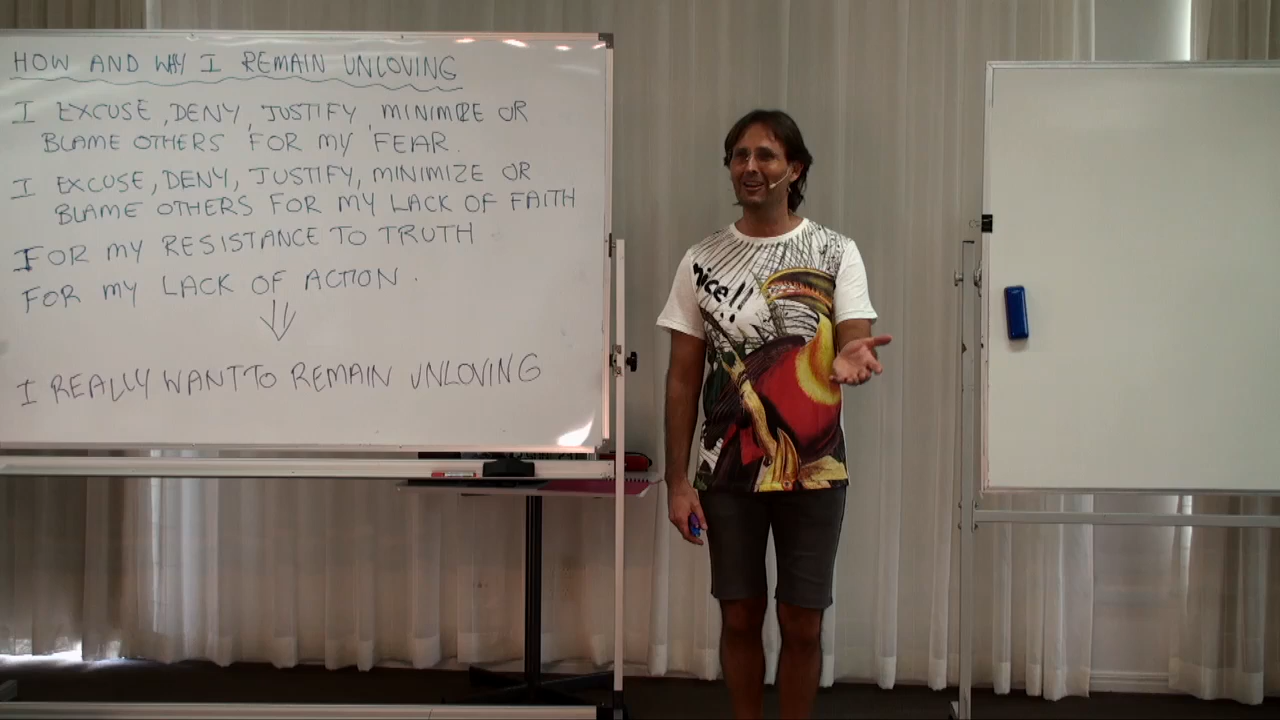 HOW AND WHY I REMAIN UNLOVING
I EXCUSE, DENY, JUSTIFY, MINIMIZE OR
BLAME OTHERS FOR MY FEAR.
I EXCUSE, DENY, JUSTIFY, MINIMIZE OR
BLAME OTHERS FOR MY LACK OF FAITH
FOR MY RESISTANCE TO TRUTH
FOR MY LACK OF ACTION.
I REALLY WANT TO REMAIN UNLOVING
nice!!